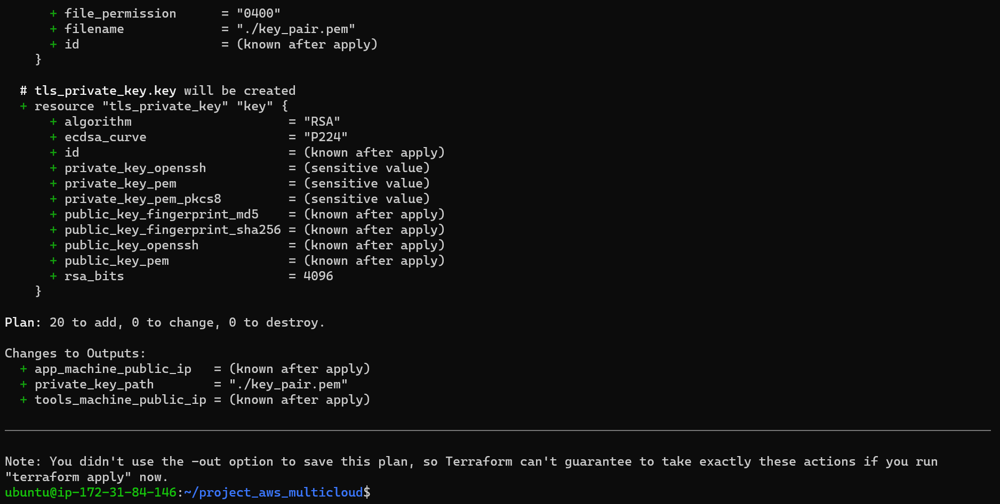 + file_permission      = "0400"
+ filename             = "./key_pair.pem"
+ id                   = (known after apply)
}
# tls_private_key.key will be created
+ resource "tls_private_key" "key" {
+ algorithm                     = "RSA"
+ ecdsa_curve                   = "P224"
+ id                            = (known after apply)
+ private_key_openssh           = (sensitive value)
+ private_key_pem               = (sensitive value)
+ private_key_pem_pkcs8         = (sensitive value)
+ public_key_fingerprint_md5    = (known after apply)
+ public_key_fingerprint_sha256 = (known after apply)
+ public_key_openssh            = (known after apply)
+ public_key_pem                = (known after apply)
+ rsa_bits                      = 4096
}
Plan: 20 to add, 0 to change, 0 to destroy.
Changes to Outputs:
+ app_machine_public_ip   = (known after apply)
+ private_key_path        = "./key_pair.pem"
+ tools_machine_public_ip = (known after apply)
Note: You didn't use the -out option to save this plan, so Terraform can't guarantee to take exactly these actions if you run
"terraform apply" now.
ubuntu@ip-172-31-84-146:~/project_aws_multicloud$